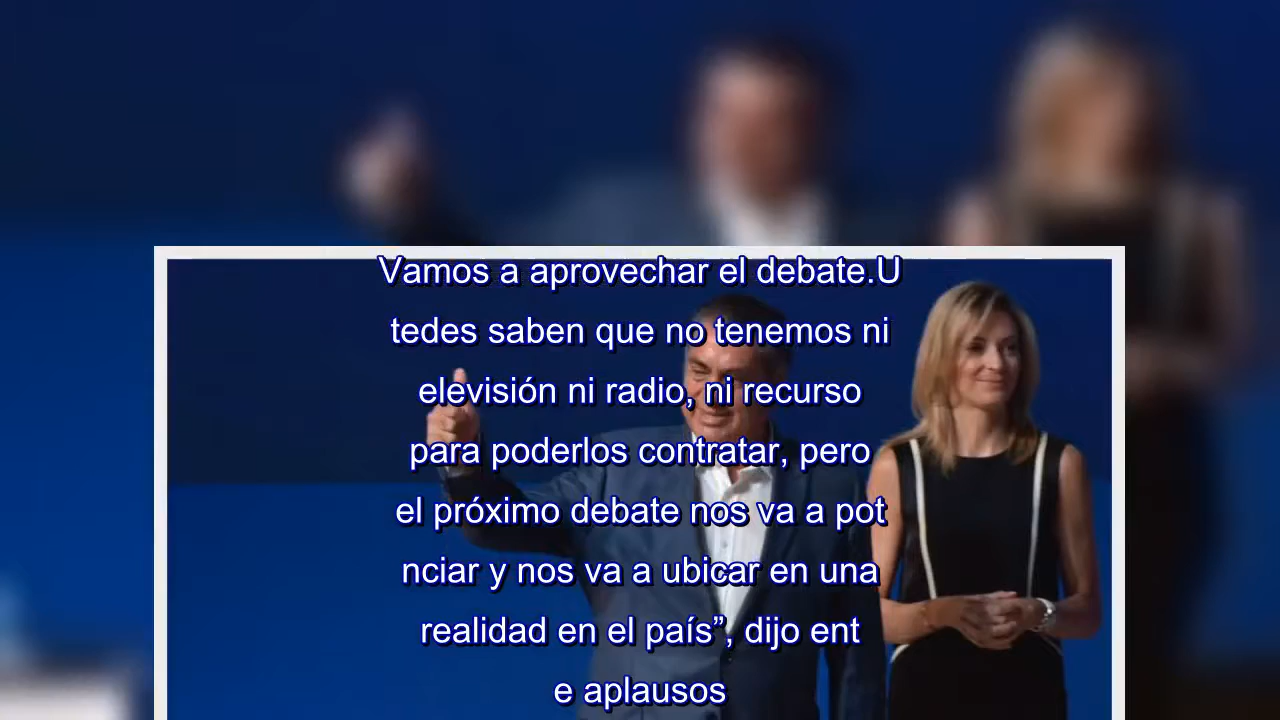 Vamos a aprovechar el debate.U
tedes saben que no tenemos ni
elevisión ni radio, ni recurso
para poderlos contratar, pero
el próximo debate nos va a pot
nciar y nos va a ubicar en una
realidad en el país”, dijo ent
e aplausos